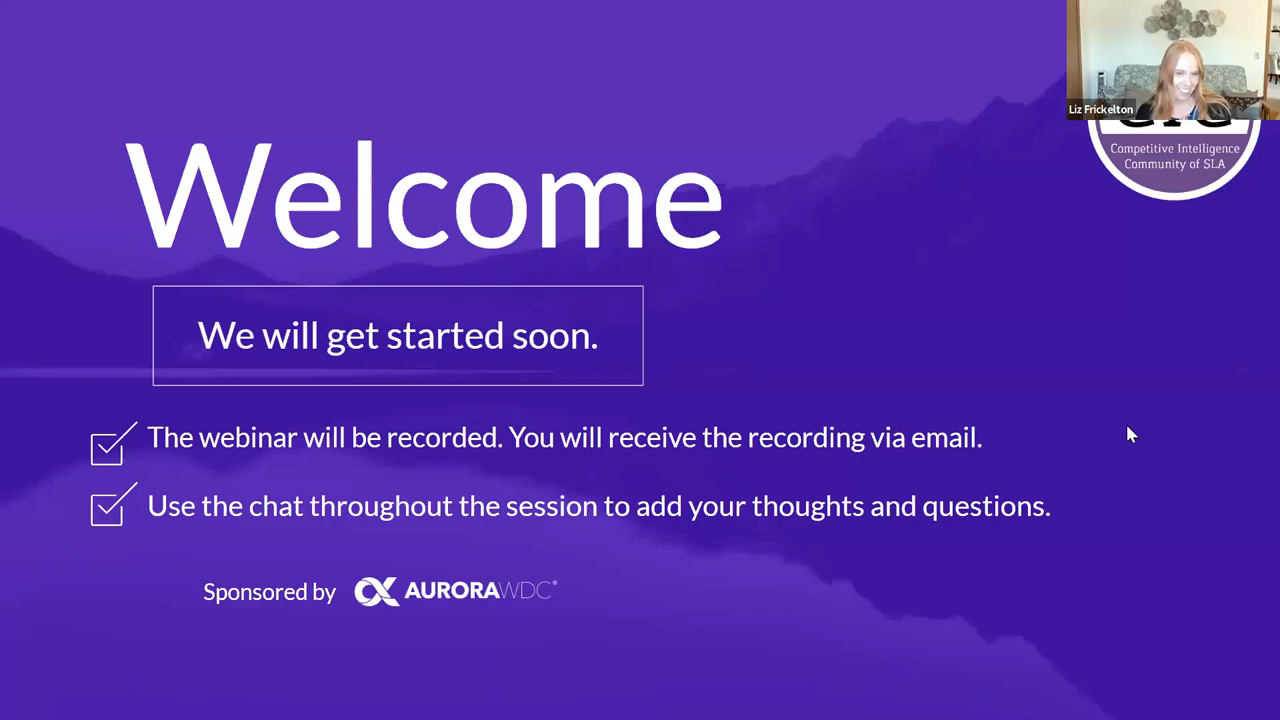 Liz Frickelton
Competitive Intelligence
Community of SLA
Welcome
We will get started soon.
The webinar will be recorded. You will receive the recording via email.
Use the chat throughout the session to add your thoughts and questions.
Sponsored by AURORAWDC®